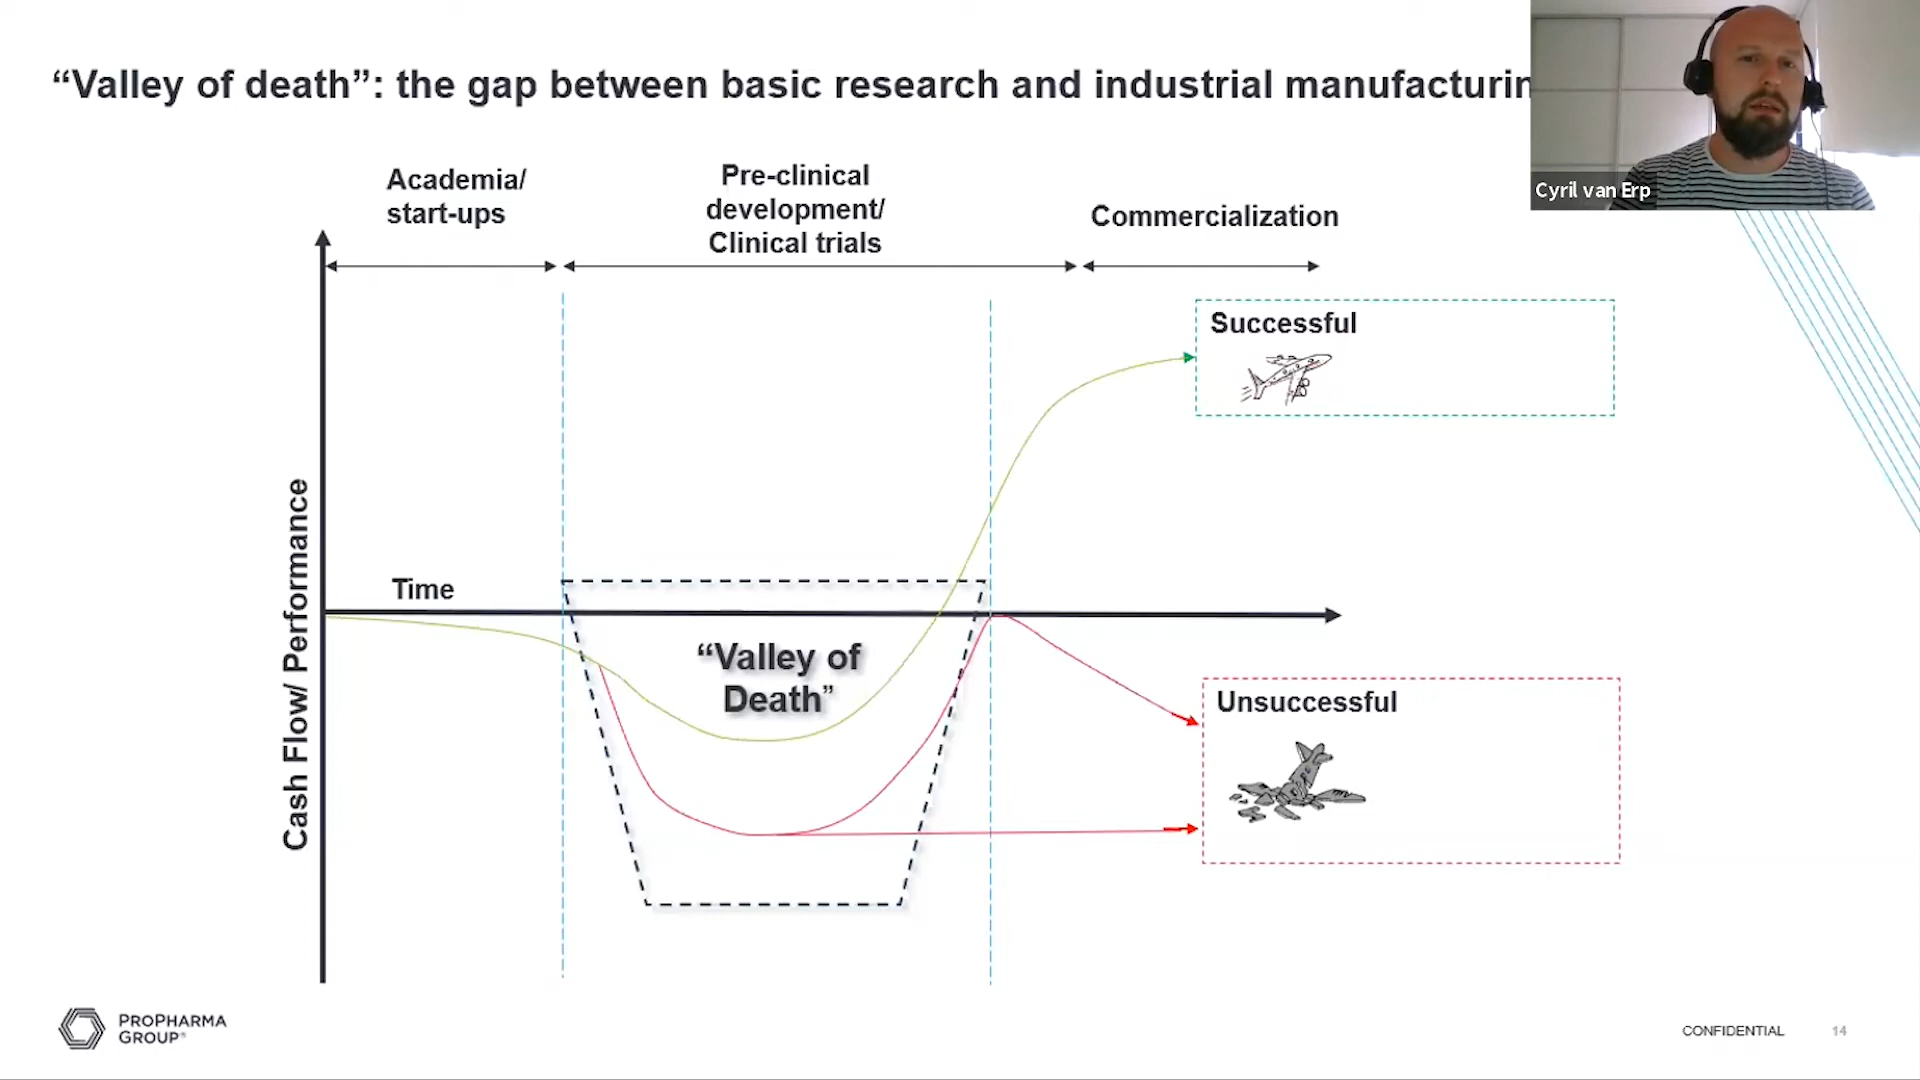 “Valley of death”: the gap between basic research and industrial manufacturin
Cyril van Erp
Academia/
start-ups
Pre-clinical
development/
Clinical trials
Commercialization
Successful
Cash Flow/ Performance
Time
“Valley of
Death”
Unsuccessful
PROPHARMA
GROUP®
CONFIDENTIAL
14